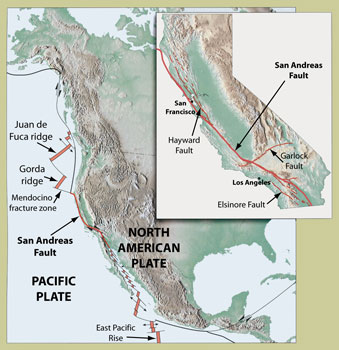 San Andreas
Fault
San
Francisco
Hayward
Fault
Garlock
Fault
Los Angeles
Elsinore Fault
Juan de
Fuca ridge
Gorda
ridge
Mendocino
fracture zone
San Andreas
Fault
NORTH
AMERICAN
PLATE
PACIFIC
PLATE
East Pacific
Rise